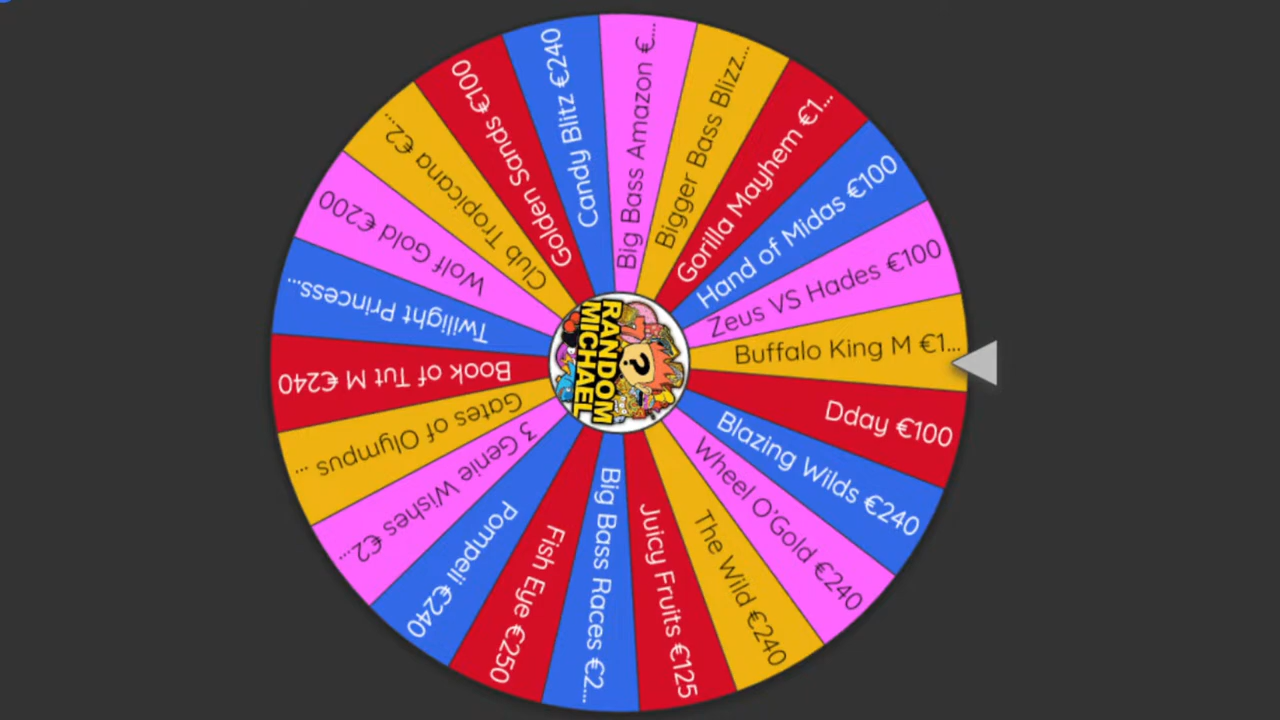 Big Bass Amazon €...
Bigger Bass Blizz...
Gorilla Mayhem €1...
Hand of Midas €100
Zeus VS Hades €100
Buffalo King M €1...
Dday €100
Blazing Wilds €240
Wheel O'Gold €240
The Wild €240
Juicy Fruits €125
Big Bass Races €2...
Fish Eye €250
Pompeii €240
3 Genie Wishes €2...
Gates of Olympus ...
Book of Tut M €240
Twilight Princess...
Wolf Gold €200
Club Tropicana €2...
Golden Sands €100
Candy Blitz €240
RANDOM
MICHAEL
?